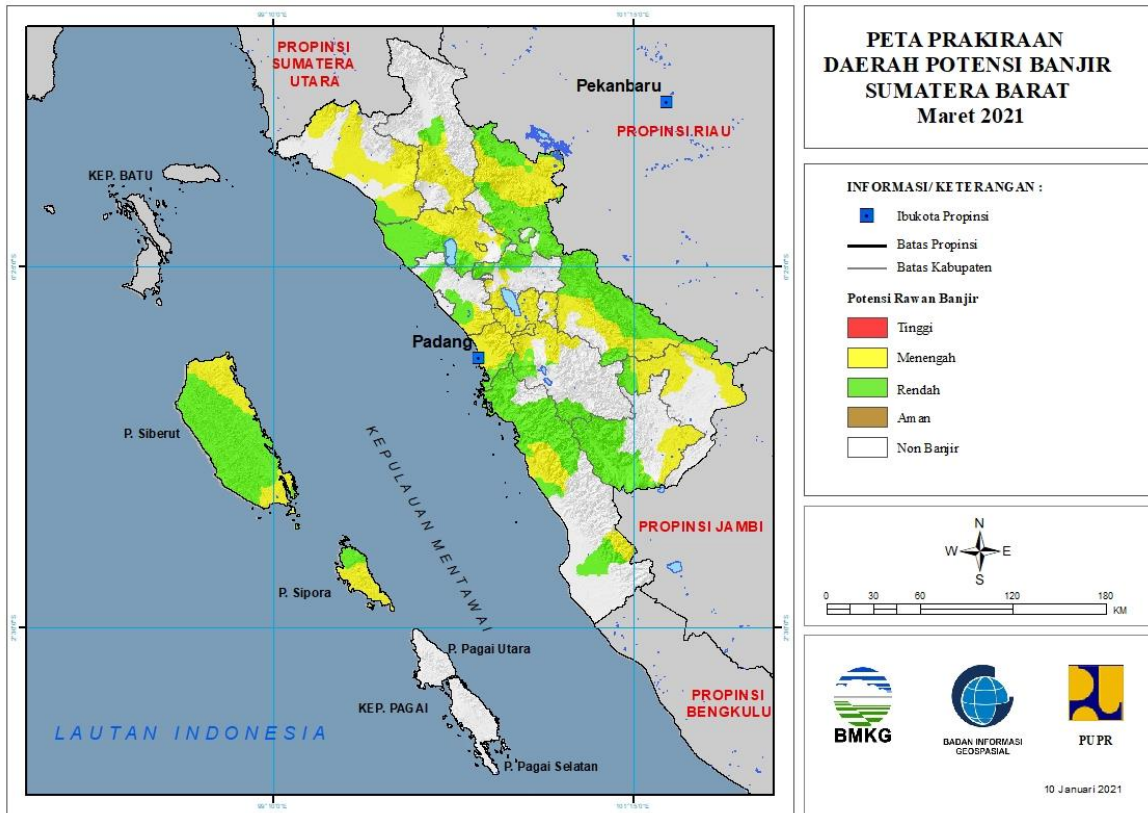 PROPINSI
SUMATERA
UTARA
Pekanbaru
PROPINSI RIAU
KEP. BATU
Padang
P. Siberut
KEPULAUAN MENTAWAI
PROPINSI JAMBI
P. Sipora
P. Pagai Utara
KEP. PAGAI
PROPINSI
BENGKULU
LAUTAN INDONESIA
P. Pagai Selatan
PETA PRAKIRAAN
DAERAH POTENSI BANJIR
SUMATERA BARAT
Maret 2021
INFORMASI/ KETERANGAN :
Ibukota Propinsi
Batas Propinsi
Batas Kabupaten
Potensi Rawan Banjir
Tinggi
Menengah
Rendah
Aman
Non Banjir
N
W E
S
0 15 30 60 120 180
KM
BMKG
BADAN INFORMASI
GEOSPASIAL
PUPR
10 Januari 2021